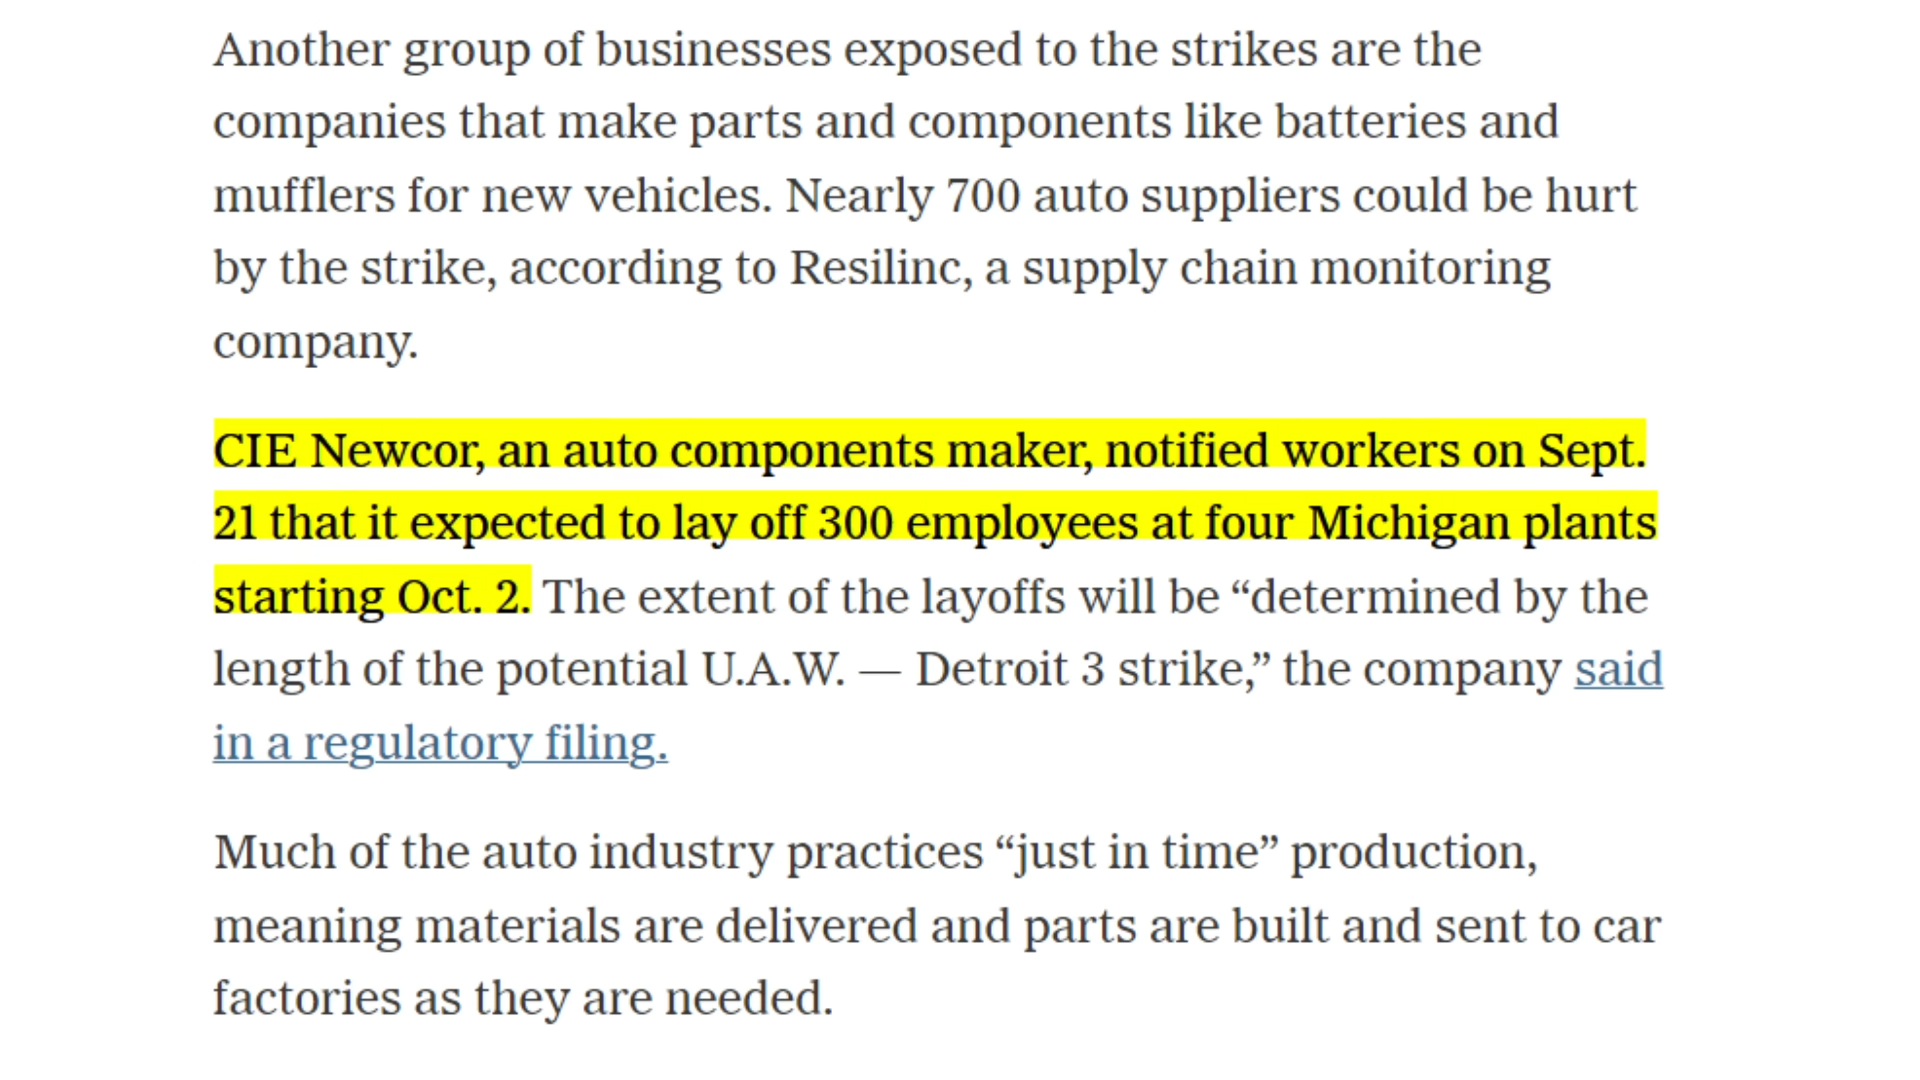 Another group of businesses exposed to the strikes are the
companies that make parts and components like batteries and
mufflers for new vehicles. Nearly 700 auto suppliers could be hurt
by the strike, according to Resilinc, a supply chain monitoring
company.
CIE Newcor, an auto components maker, notified workers on Sept.
21 that it expected to lay off 300 employees at four Michigan plants
starting Oct. 2. The extent of the layoffs will be “determined by the
length of the potential U.A.W. — Detroit 3 strike,” the company said
in a regulatory filing.
Much of the auto industry practices “just in time” production,
meaning materials are delivered and parts are built and sent to car
factories as they are needed.